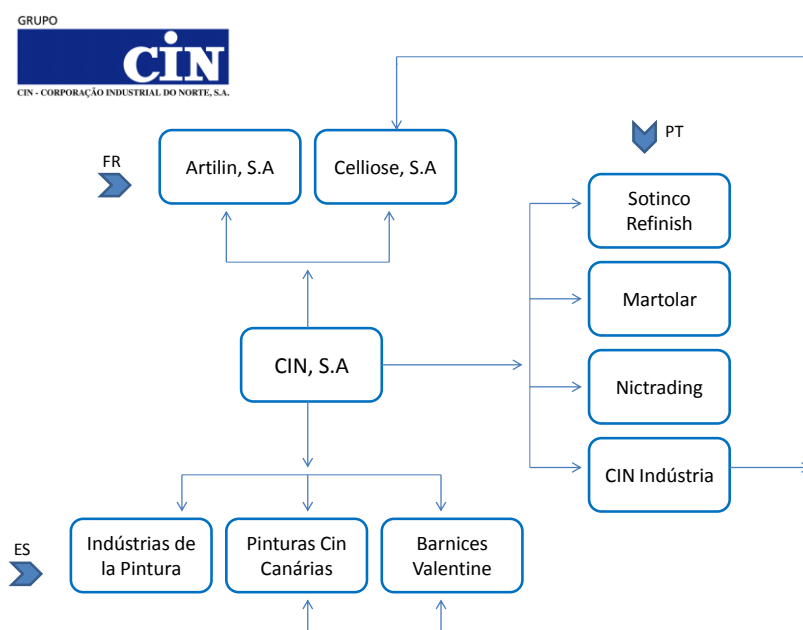 GRUPO
CIN
CIN - CORPORAÇÃO INDUSTRIAL DO NORTE, S.A.
FR
Artilin, S.A
Celliose, S.A
PT
Sotinco
Refinish
Martolar
CIN, S.A
Nictrading
CIN Indústria
ES
Indústrias de
la Pintura
Pinturas Cin
Canárias
Barnices
Valentine